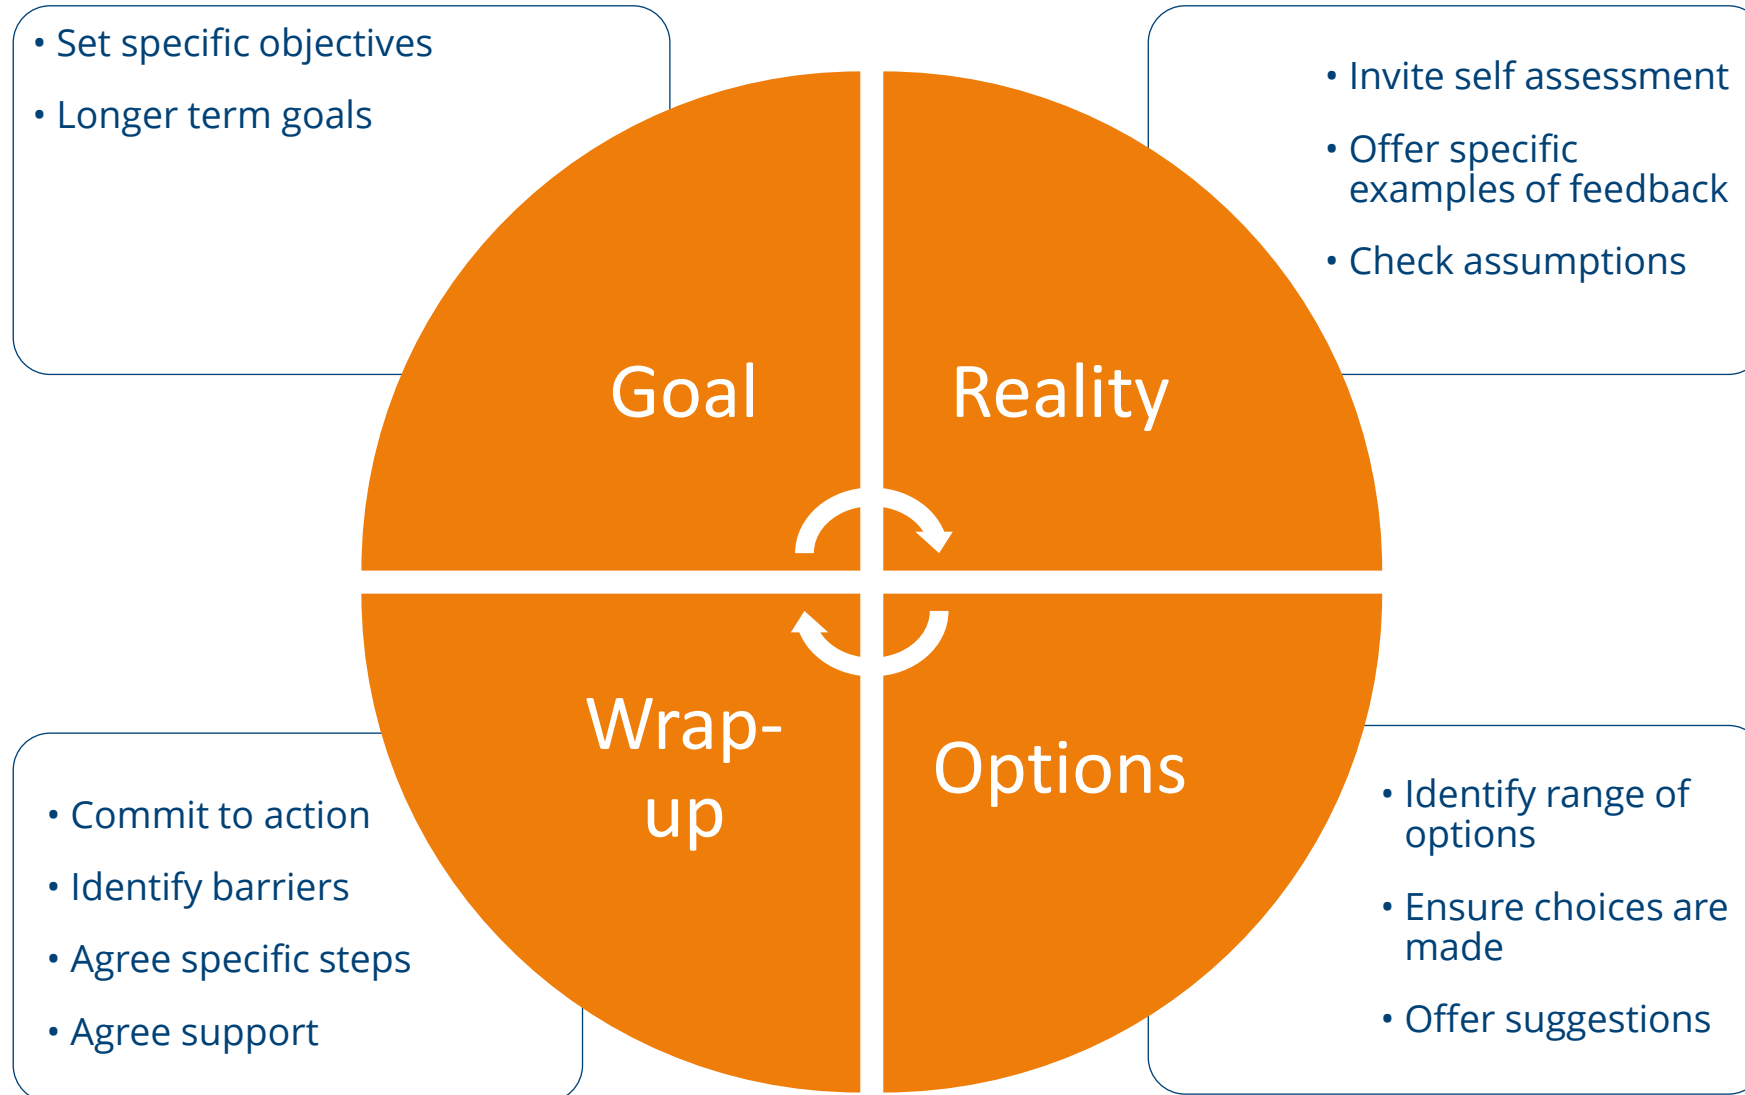 • Set specific objectives
• Longer term goals
• Invite self assessment
• Offer specific
examples of feedback
• Check assumptions
Goal
Reality
Wrap-
up
Options
• Commit to action
• Identify barriers
• Agree specific steps
• Agree support
• Identify range of
options
• Ensure choices are
made
• Offer suggestions